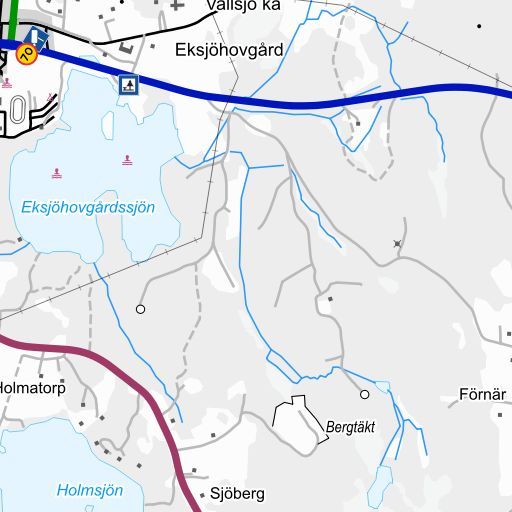 Vallsjö ka
Eksjöhovgård
Eksjöhovgårdssjön
Holmatorp
Förnär
Bergtäkt
Holmsjön
Sjöberg